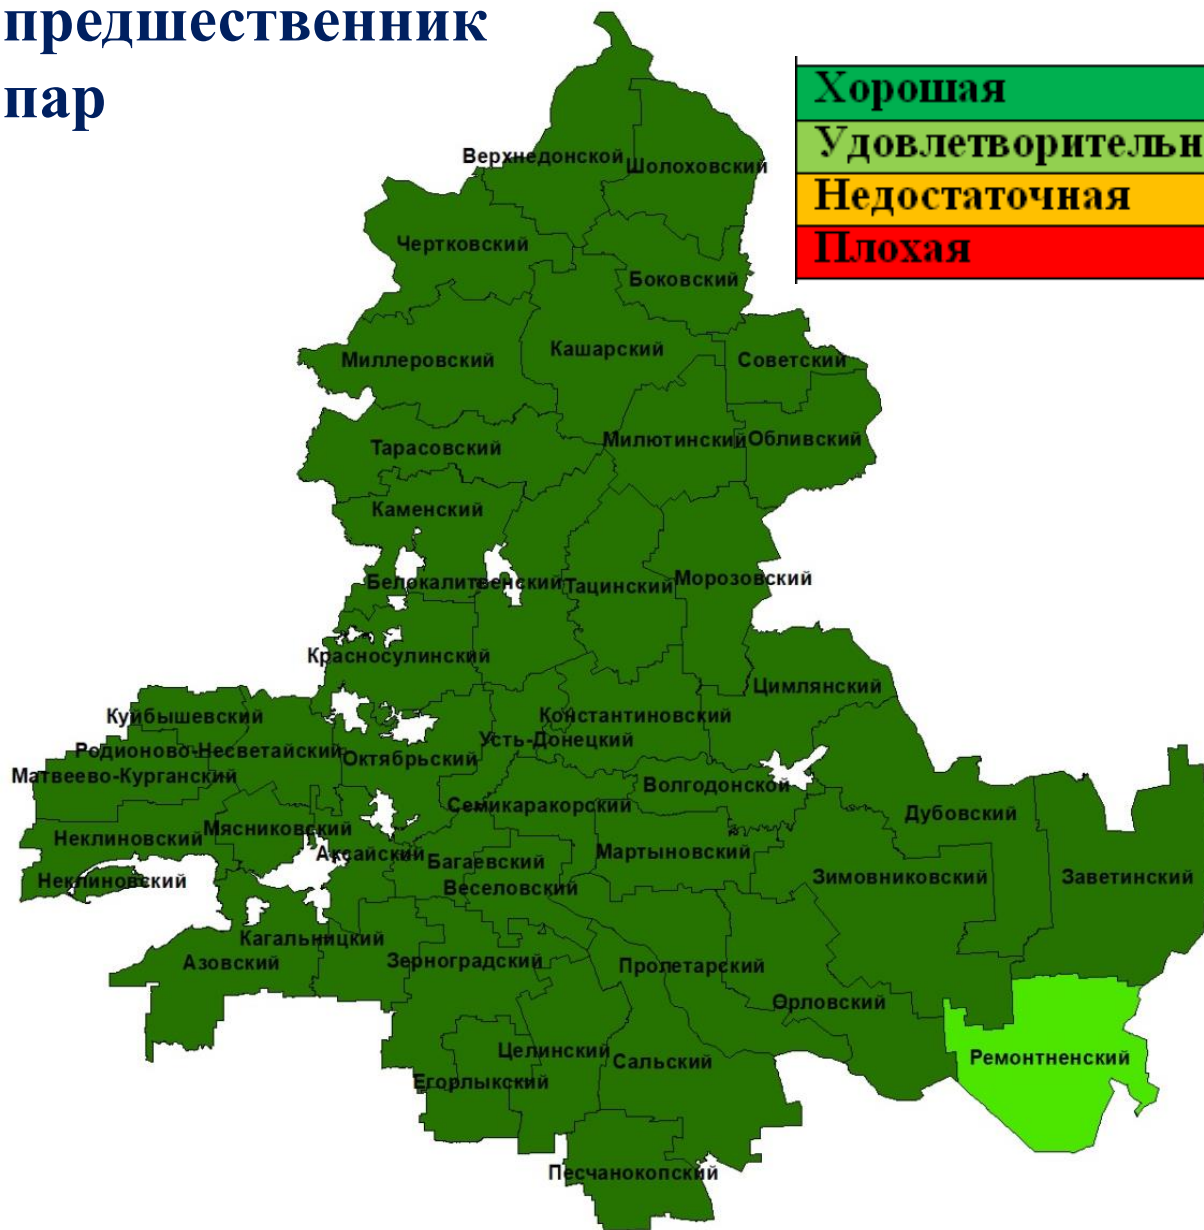 предшественник
пар
Хорошая
Удовлетворительн
Недостаточная
Плохая
Верхнедонской
Шолоховский
Чертковский
Боковский
Миллеровский
Кашарский
Советский
Тарасовский
Милютинский
Обливский
Каменский
Белокалитвенский
Тацинский
Морозовский
Красносулинский
Цимлянский
Куйбышевский
Константиновский
Усть-Донецкий
Родионово-Несветайский
Октябрьский
Матвеево-Курганский
Волгодонской
Семикаракорский
Дубовский
Неклиновский
Мясниковский
Аксайский
Багаевский
Мартыновский
Неклиновский
Веселовский
Зимовниковский
Заветинский
Кагальницкий
Азовский
Зерноградский
Пролетарский
Орловский
Целинский
Сальский
Ремонтненский
Егорлыкский
Песчанокопский